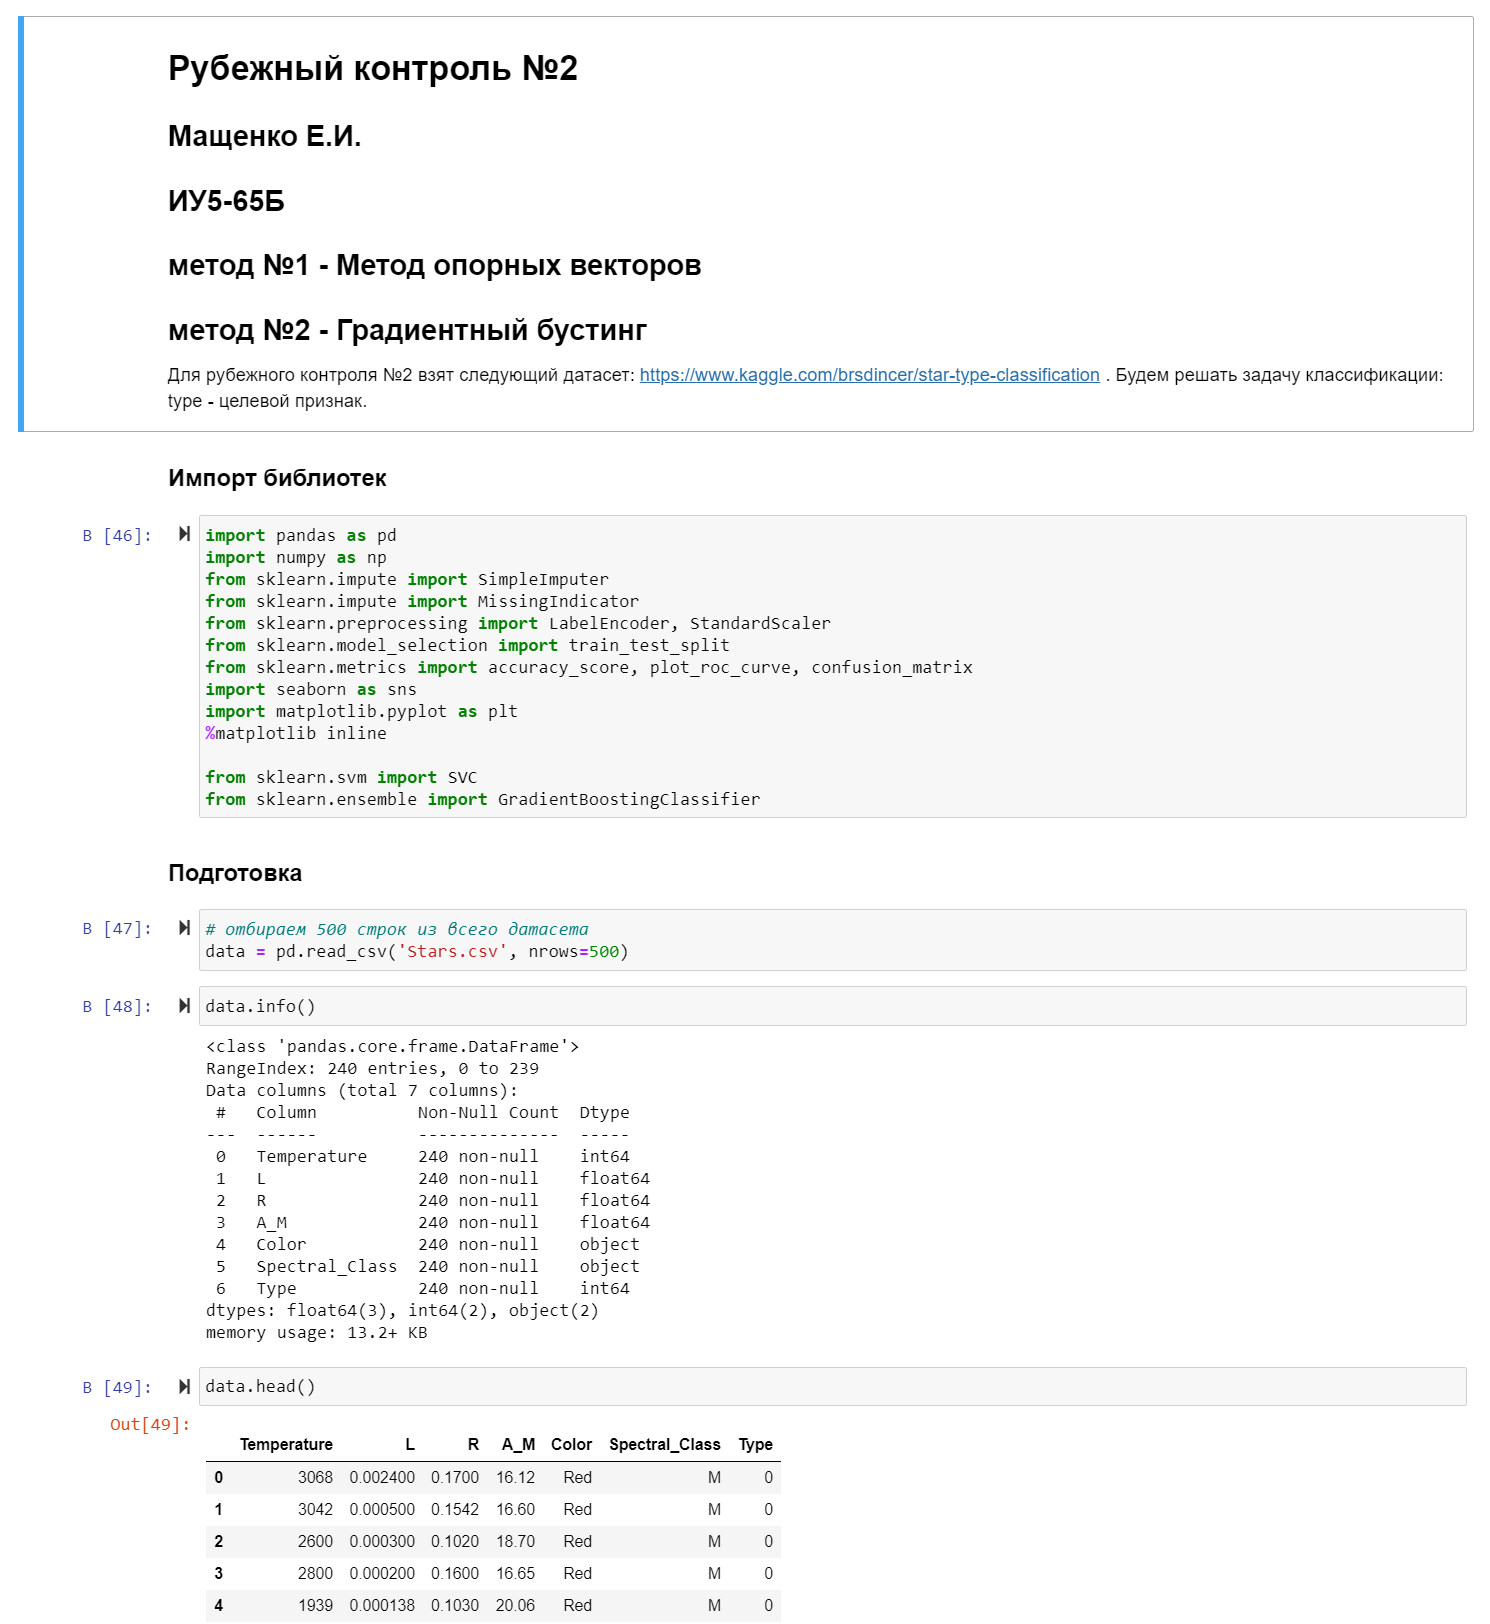 Рубежный контроль №2
Мащенко Е.И.
ИУ5-65Б
метод №1 - Метод опорных векторов
метод №2 - Градиентный бустинг
Для рубежного контроля №2 взят следующий датасет: https://www.kaggle.com/brsdincer/star-type-classification . Будем решать задачу классификации:
type - целевой признак.
Импорт библиотек
В [46]:
import pandas as pd
import numpy as np
from sklearn.impute import SimpleImputer
from sklearn.impute import MissingIndicator
from sklearn.preprocessing import LabelEncoder, StandardScaler
from sklearn.model_selection import train_test_split
from sklearn.metrics import accuracy_score, plot_roc_curve, confusion_matrix
import seaborn as sns
import matplotlib.pyplot as plt
%matplotlib inline
from sklearn.svm import SVC
from sklearn.ensemble import GradientBoostingClassifier
Подготовка
В [47]:
# отбираем 500 строк из всего датасета
data = pd.read_csv('Stars.csv', nrows=500)
В [48]:
data.info()
<class 'pandas.core.frame.DataFrame'>
RangeIndex: 240 entries, 0 to 239
Data columns (total 7 columns):
#   Column          Non-Null Count  Dtype
---  ------          --------------  -----
0   Temperature     240 non-null    int64
1   L               240 non-null    float64
2   R               240 non-null    float64
3   A_M             240 non-null    float64
4   Color           240 non-null    object
5   Spectral_Class  240 non-null    object
6   Type            240 non-null    int64
dtypes: float64(3), int64(2), object(2)
memory usage: 13.2+ KB
В [49]:
data.head()
Out[49]:
Temperature L R A_M Color Spectral_Class Type
0 3068 0.002400 0.1700 16.12 Red M 0
1 3042 0.000500 0.1542 16.60 Red M 0
2 2600 0.000300 0.1020 18.70 Red M 0
3 2800 0.000200 0.1600 16.65 Red M 0
4 1939 0.000138 0.1030 20.06 Red M 0